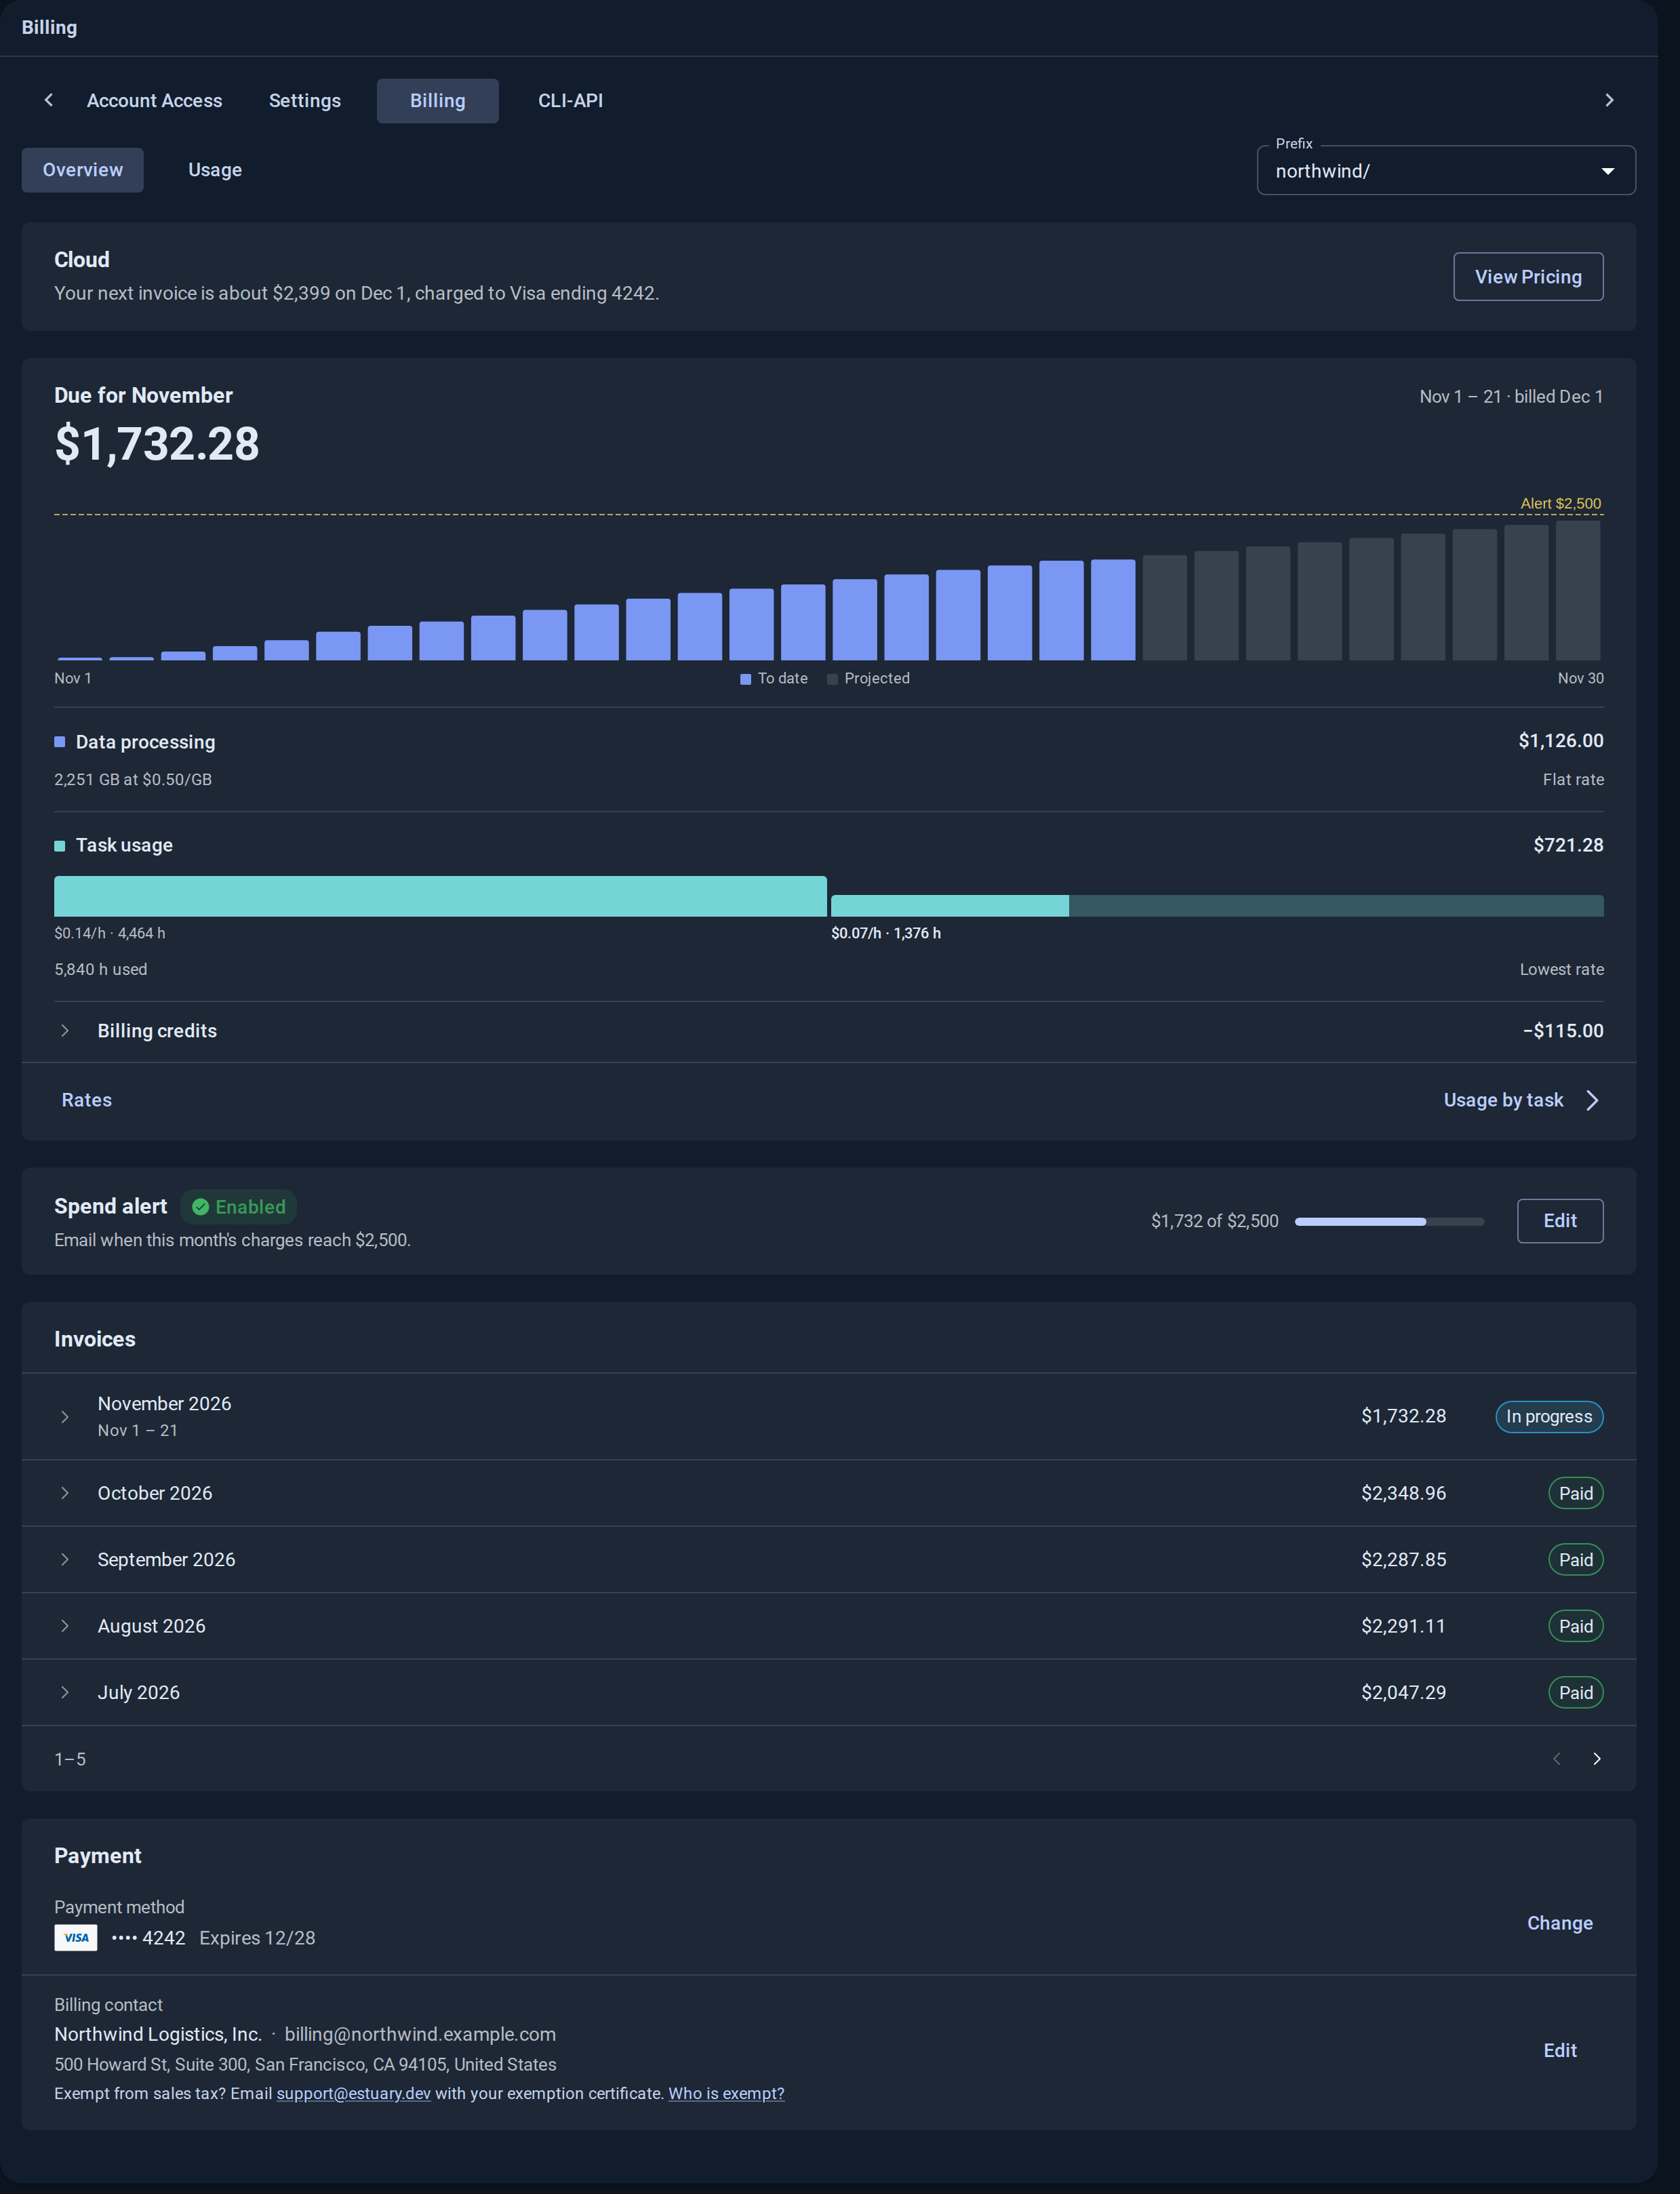 Billing
Account Access
Settings
Billing
CLI-API
Overview
Usage
Prefix
northwind/
Cloud
Your next invoice is about $2,399 on Dec 1, charged to Visa ending 4242.
View Pricing
Due for November
Nov 1 – 21 · billed Dec 1
$1,732.28
Alert $2,500
Nov 1
To date
Projected
Nov 30
Data processing
$1,126.00
2,251 GB at $0.50/GB
Flat rate
Task usage
$721.28
$0.14/h · 4,464 h
$0.07/h · 1,376 h
5,840 h used
Lowest rate
Billing credits
−$115.00
Rates
Usage by task
Spend alert
Enabled
Email when this month's charges reach $2,500.
$1,732 of $2,500
Edit
Invoices
November 2026
Nov 1 – 21
$1,732.28
In progress
October 2026
$2,348.96
Paid
September 2026
$2,287.85
Paid
August 2026
$2,291.11
Paid
July 2026
$2,047.29
Paid
1–5
Payment
Payment method
VISA
•••• 4242 Expires 12/28
Change
Billing contact
Northwind Logistics, Inc. · billing@northwind.example.com
500 Howard St, Suite 300, San Francisco, CA 94105, United States
Exempt from sales tax? Email support@estuary.dev with your exemption certificate. Who is exempt?
Edit